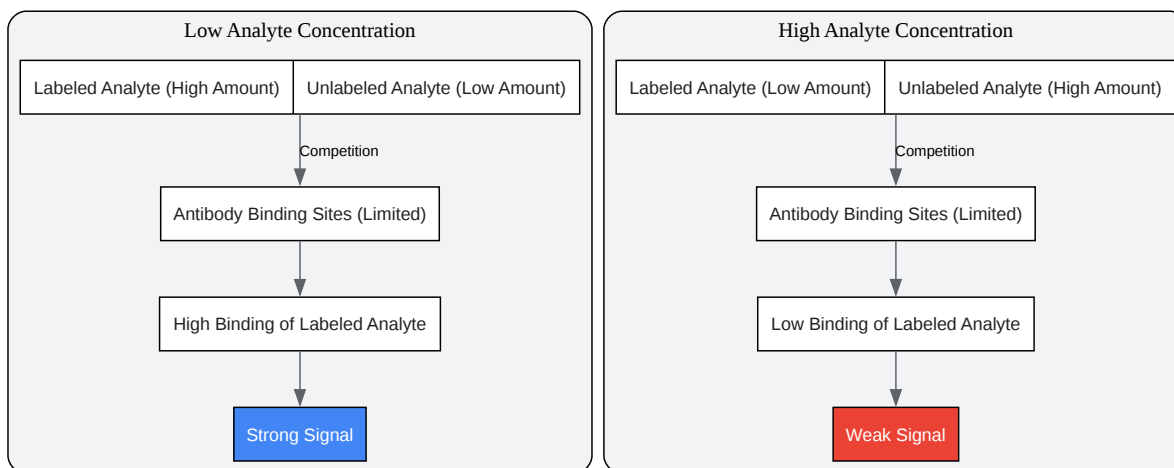 Low Analyte Concentration
Labeled Analyte (High Amount)
Unlabeled Analyte (Low Amount)
Competition
Antibody Binding Sites (Limited)
High Binding of Labeled Analyte
Strong Signal
High Analyte Concentration
Labeled Analyte (Low Amount)
Unlabeled Analyte (High Amount)
Competition
Antibody Binding Sites (Limited)
Low Binding of Labeled Analyte
Weak Signal